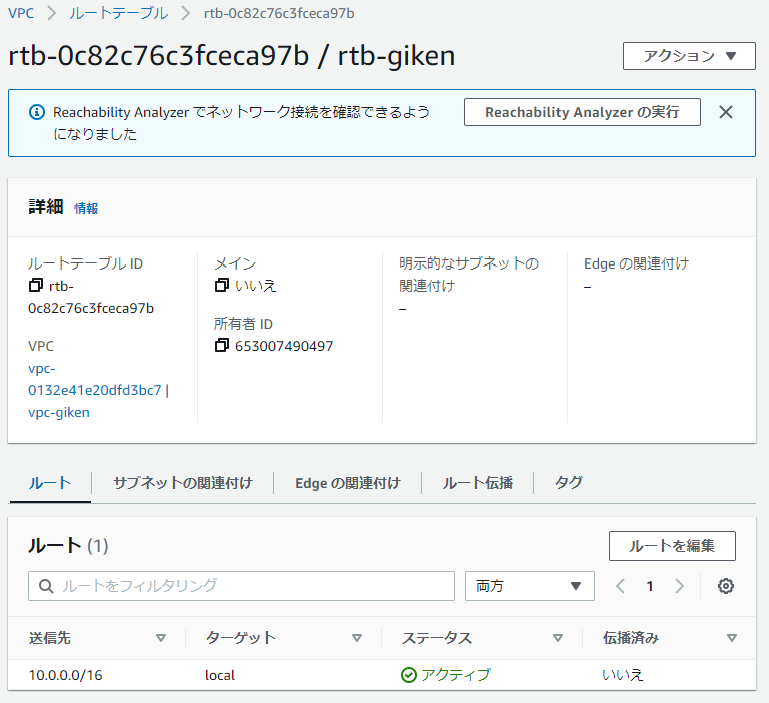 VPC > ルートテーブル > rtb-0c82c76c3fceca97b
rtb-0c82c76c3fceca97b / rtb-giken
アクション ▼
Reachability Analyzer でネットワーク接続を確認できるよう
になりました
Reachability Analyzer の実行
詳細 情報
ルートテーブル ID
rtb-
0c82c76c3fceca97b
VPC
vpc-
0132e41e20dfd3bc7 |
vpc-giken
メイン
いいえ
所有者 ID
653007490497
明示的なサブネットの
関連付け
–
Edge の関連付け
–
ルート サブネットの関連付け Edge の関連付け ルート伝播 タグ
ルート (1)
ルートを編集
ルートをフィルタリング
両方
1
送信先 ターゲット ステータス 伝播済み
10.0.0.0/16 local アクティブ いいえ